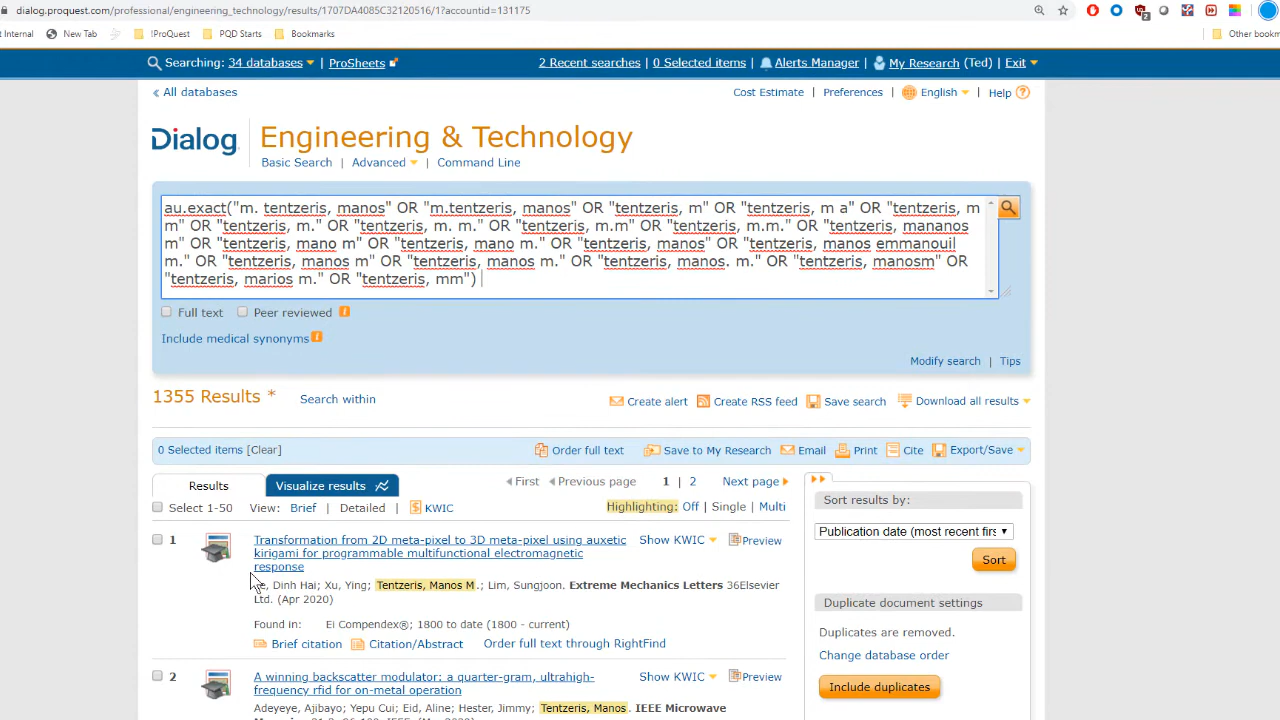 dialog.proquest.com/professional/engineering_technology/results/1707DA4085C32120516/1?accountid=131175
t Internal New Tab !ProQuest PQD Starts Bookmarks Other bookm
Searching: 34 databases ProSheets 2 Recent searches | 0 Selected items | Alerts Manager | My Research (Ted) | Exit
« All databases Cost Estimate | Preferences | English | Help ?
Dialog Engineering & Technology
Basic Search | Advanced | Command Line
au.exact("m. tentzeris, manos" OR "m.tentzeris, manos" OR "tentzeris, m" OR "tentzeris, m a" OR "tentzeris, m
m" OR "tentzeris, m." OR "tentzeris, m. m." OR "tentzeris, m.m" OR "tentzeris, m.m." OR "tentzeris, mananos
m" OR "tentzeris, mano m" OR "tentzeris, mano m." OR "tentzeris, manos" OR "tentzeris, manos emmanouil
m." OR "tentzeris, manos m" OR "tentzeris, manos m." OR "tentzeris, manos. m." OR "tentzeris, manosm" OR
"tentzeris, marios m." OR "tentzeris, mm")
Full text Peer reviewed i
Include medical synonyms i
Modify search | Tips
1355 Results * Search within Create alert Create RSS feed Save search Download all results
0 Selected items [Clear] Order full text Save to My Research Email Print Cite Export/Save
Results Visualize results First Previous page 1 | 2 Next page
Select 1-50 View: Brief | Detailed | $ KWIC Highlighting: Off | Single | Multi
1 Transformation from 2D meta-pixel to 3D meta-pixel using auxetic Show KWIC Preview
kirigami for programmable multifunctional electromagnetic
response
Dinh Hai; Xu, Ying; Tentzeris, Manos M.; Lim, Sungjoon. Extreme Mechanics Letters 36Elsevier
Ltd. (Apr 2020)
Found in: Ei Compendex®; 1800 to date (1800 - current)
Brief citation Citation/Abstract Order full text through RightFind
2 A winning backscatter modulator: a quarter-gram, ultrahigh- Show KWIC Preview
frequency rfid for on-metal operation
Adeyeye, Ajibayo; Yepu Cui; Eid, Aline; Hester, Jimmy; Tentzeris, Manos. IEEE Microwave
Sort results by:
Publication date (most recent firs
Sort
Duplicate document settings
Duplicates are removed.
Change database order
Include duplicates